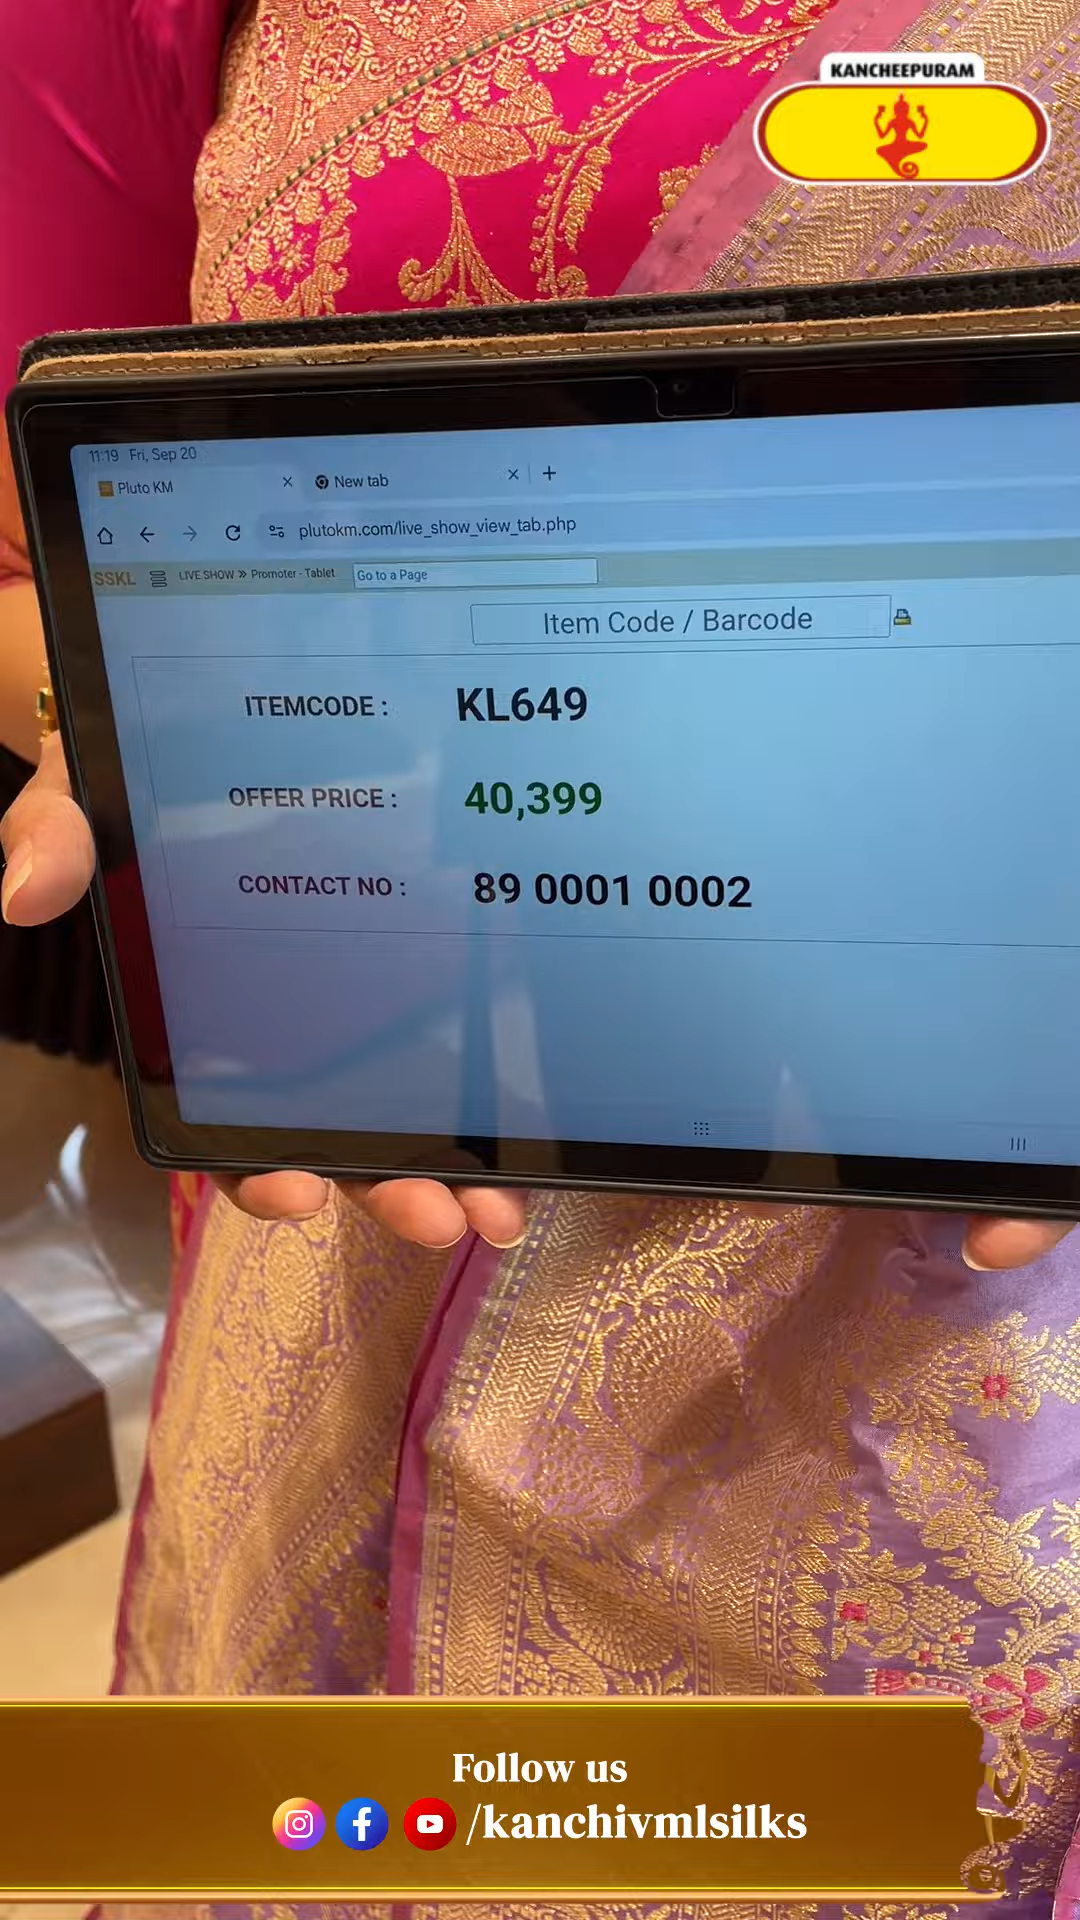 KANCHEEPURAM
11:19 Fri, Sep 20
Pluto KM × New tab × +
plutokm.com/live_show_view_tab.php
SSKL LIVE SHOW » Promoter - Tablet Go to a Page
Item Code / Barcode
ITEMCODE : KL649
OFFER PRICE : 40,399
CONTACT NO : 89 0001 0002
Follow us
/kanchivmlsilks